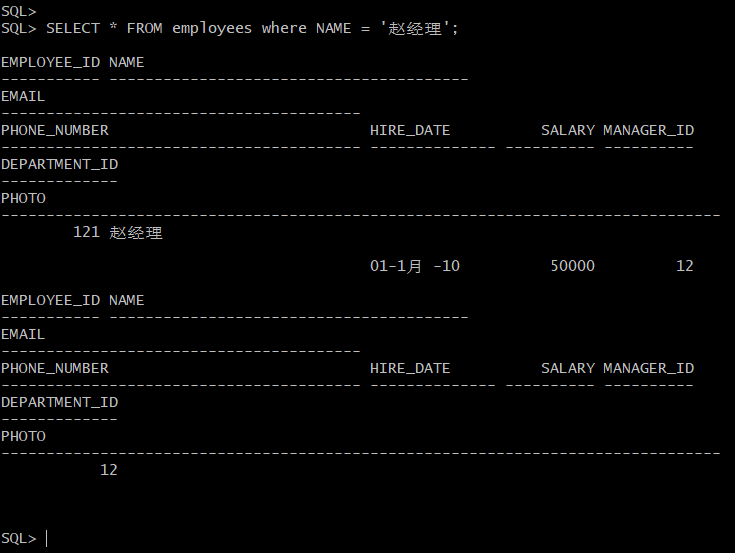 SQL>
SQL> SELECT * FROM employees where NAME = '赵经理';
EMPLOYEE_ID NAME
----------- ----------------------------------------
EMAIL
----------------------------------------
PHONE_NUMBER                             HIRE_DATE          SALARY MANAGER_ID
---------------------------------------- -------------- ---------- ----------
DEPARTMENT_ID
-------------
PHOTO
--------------------------------------------------------------------------------
        121 赵经理
                                         01-1月 -10          50000         12
EMPLOYEE_ID NAME
----------- ----------------------------------------
EMAIL
----------------------------------------
PHONE_NUMBER                             HIRE_DATE          SALARY MANAGER_ID
---------------------------------------- -------------- ---------- ----------
DEPARTMENT_ID
-------------
PHOTO
--------------------------------------------------------------------------------
           12
SQL>